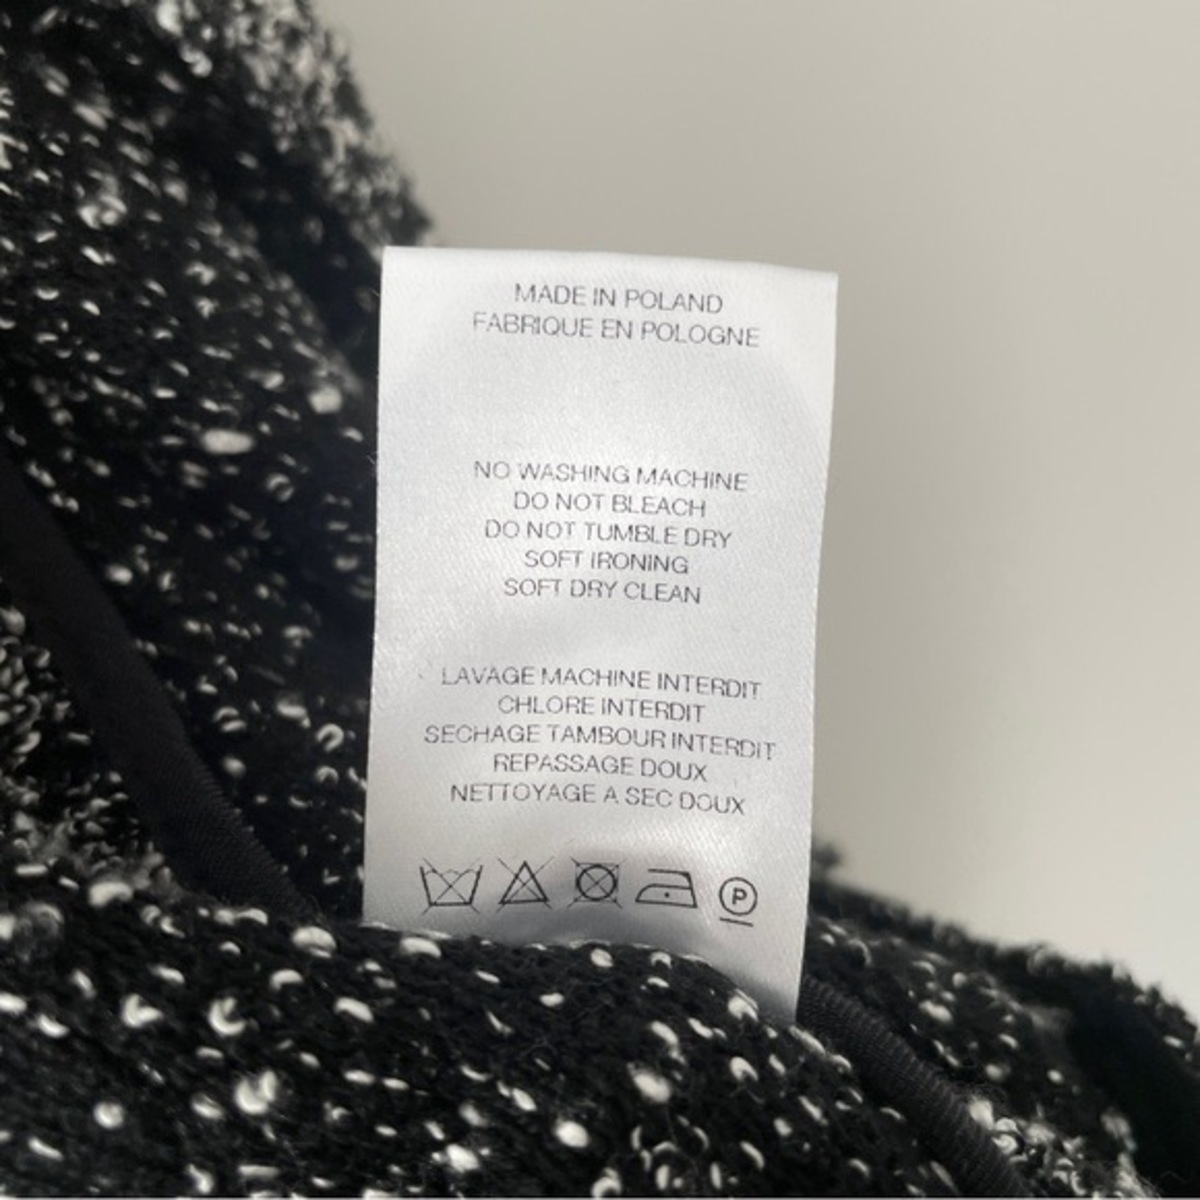 MADE IN POLAND
FABRIQUE EN POLOGNE
NO WASHING MACHINE
DO NOT BLEACH
DO NOT TUMBLE DRY
SOFT IRONING
SOFT DRY CLEAN
LAVAGE MACHINE INTERDIT
CHLORE INTERDIT
SECHAGE TAMBOUR INTERDIT
REPASSAGE DOUX
NETTOYAGE A SEC DOUX
P